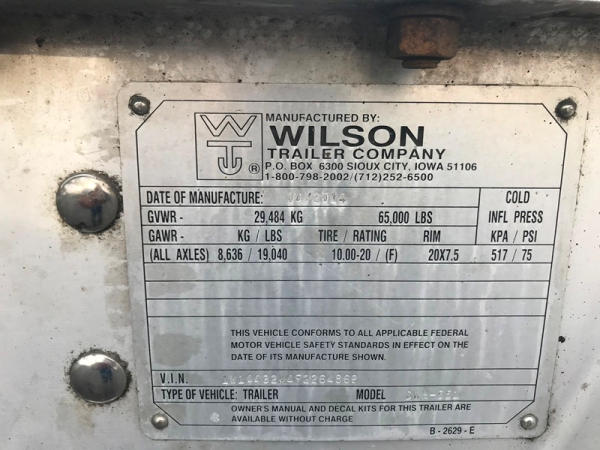 MANUFACTURED BY:
WILSON
TRAILER COMPANY
P.O. BOX 6300 SIOUX CITY, IOWA 51106
1-800-798-2002/(712)252-6500
WTC ®
DATE OF MANUFACTURE: COLD
GVWR - 29,484 KG 65,000 LBS INFL PRESS
GAWR - KG / LBS TIRE / RATING RIM KPA / PSI
(ALL AXLES) 8,636 / 19,040 10.00-20 / (F) 20X7.5 517 / 75
THIS VEHICLE CONFORMS TO ALL APPLICABLE FEDERAL
MOTOR VEHICLE SAFETY STANDARDS IN EFFECT ON THE
DATE OF ITS MANUFACTURE SHOWN.
V.I.N.
TYPE OF VEHICLE: TRAILER MODEL
OWNER'S MANUAL AND DECAL KITS FOR THIS TRAILER ARE
AVAILABLE WITHOUT CHARGE
B - 2629 - E